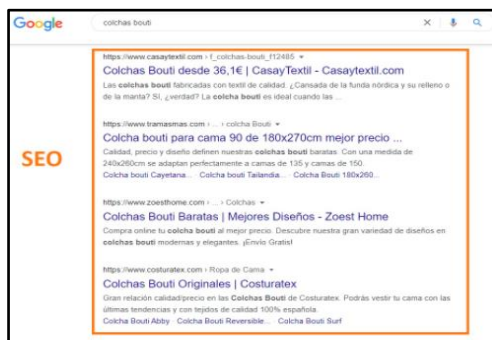 Google
colchas bouti
SEO
https://www.casaytextil.com › f_colchas-bouti_f12485
Colchas Bouti desde 36,1€ | CasayTextil - Casaytextil.com
Las colchas bouti fabricadas con textil de calidad. ¿Cansada de la funda nórdica y su relleno o
de la manta? Sí, ¿verdad? La colcha bouti es ideal cuando las ...
https://www.tramasmas.com › ... › colcha Bouti
Colcha bouti para cama 90 de 180x270cm mejor precio ...
Calidad, precio y diseño definen nuestras colchas bouti baratas. Con una medida de
240x260cm se adaptan perfectamente a camas de 135 y camas de 150.
Colcha bouti Cayetana... Colcha bouti Tailandia... Colcha Bouti 180x260...
https://www.zoesthome.com › ... › Colchas
Colchas Bouti Baratas | Mejores Diseños - Zoest Home
Compra online tu colcha bouti al mejor precio. Descubre nuestra gran variedad de diseños en
colchas bouti modernas y elegantes. ¡Envío Gratis!
https://www.costuratex.com › Ropa de Cama
Colchas Bouti Originales | Costuratex
Gran relación calidad/precio en las Colchas Bouti de Costuratex. Podrás vestir tu cama con las
últimas tendencias y con tejidos de calidad 100% española.
Colcha Bouti Abby Colcha Bouti Reversible... Colcha Bouti Surf